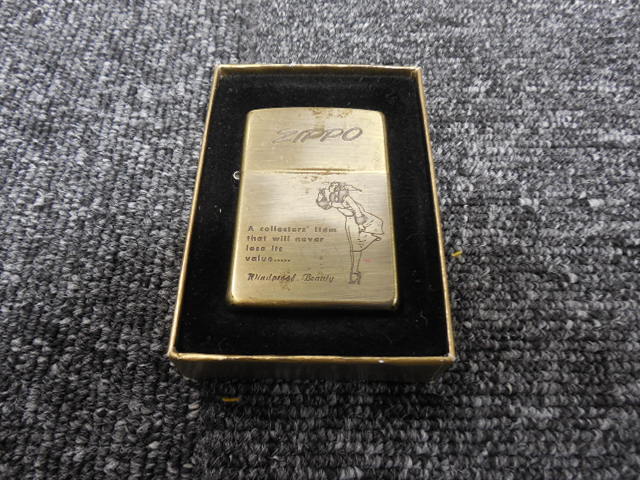 ZIPPO
A collectors' item
that will never
lose its
value.....
Windproof Beauty